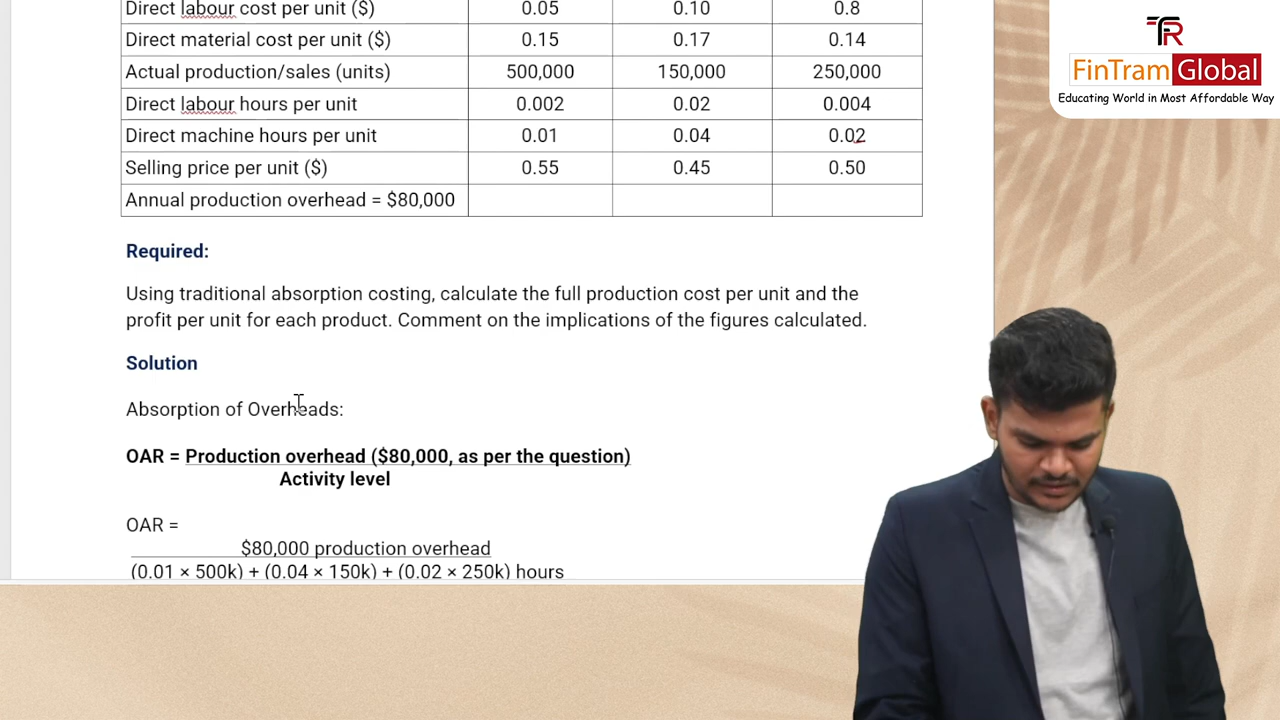 Direct labour cost per unit ($) 0.05 0.10 0.8
Direct material cost per unit ($) 0.15 0.17 0.14
Actual production/sales (units) 500,000 150,000 250,000
Direct labour hours per unit 0.002 0.02 0.004
Direct machine hours per unit 0.01 0.04 0.02
Selling price per unit ($) 0.55 0.45 0.50
Annual production overhead = $80,000
Required:
Using traditional absorption costing, calculate the full production cost per unit and the
profit per unit for each product. Comment on the implications of the figures calculated.
Solution
Absorption of Overheads:
OAR = Production overhead ($80,000, as per the question)
Activity level
OAR =
$80,000 production overhead
(0.01 × 500k) + (0.04 × 150k) + (0.02 × 250k) hours
TR
FinTram Global
Educating World in Most Affordable Way